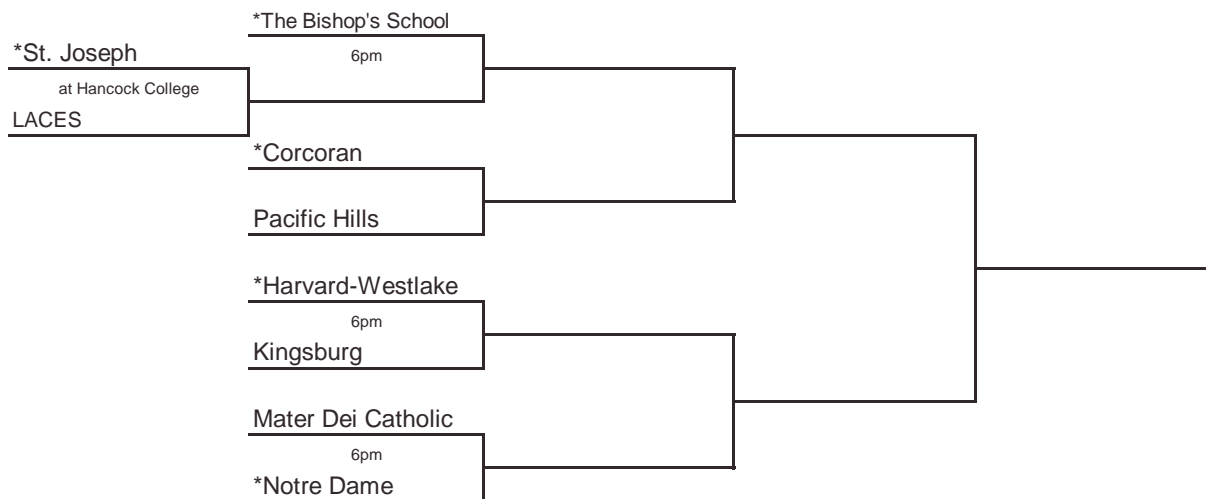 *The Bishop's School
*St. Joseph
6pm
at Hancock College
LACES
*Corcoran
Pacific Hills
*Harvard-Westlake
6pm
Kingsburg
Mater Dei Catholic
6pm
*Notre Dame